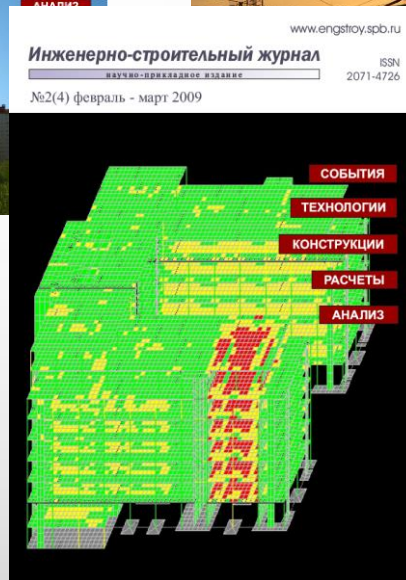 АНАЛИЗ
www.engstroy.spb.ru
Инженерно-строительный журнал
научно-прикладное издание
ISSN
2071-4726
№2(4) февраль - март 2009
СОБЫТИЯ
ТЕХНОЛОГИИ
КОНСТРУКЦИИ
РАСЧЕТЫ
АНАЛИЗ